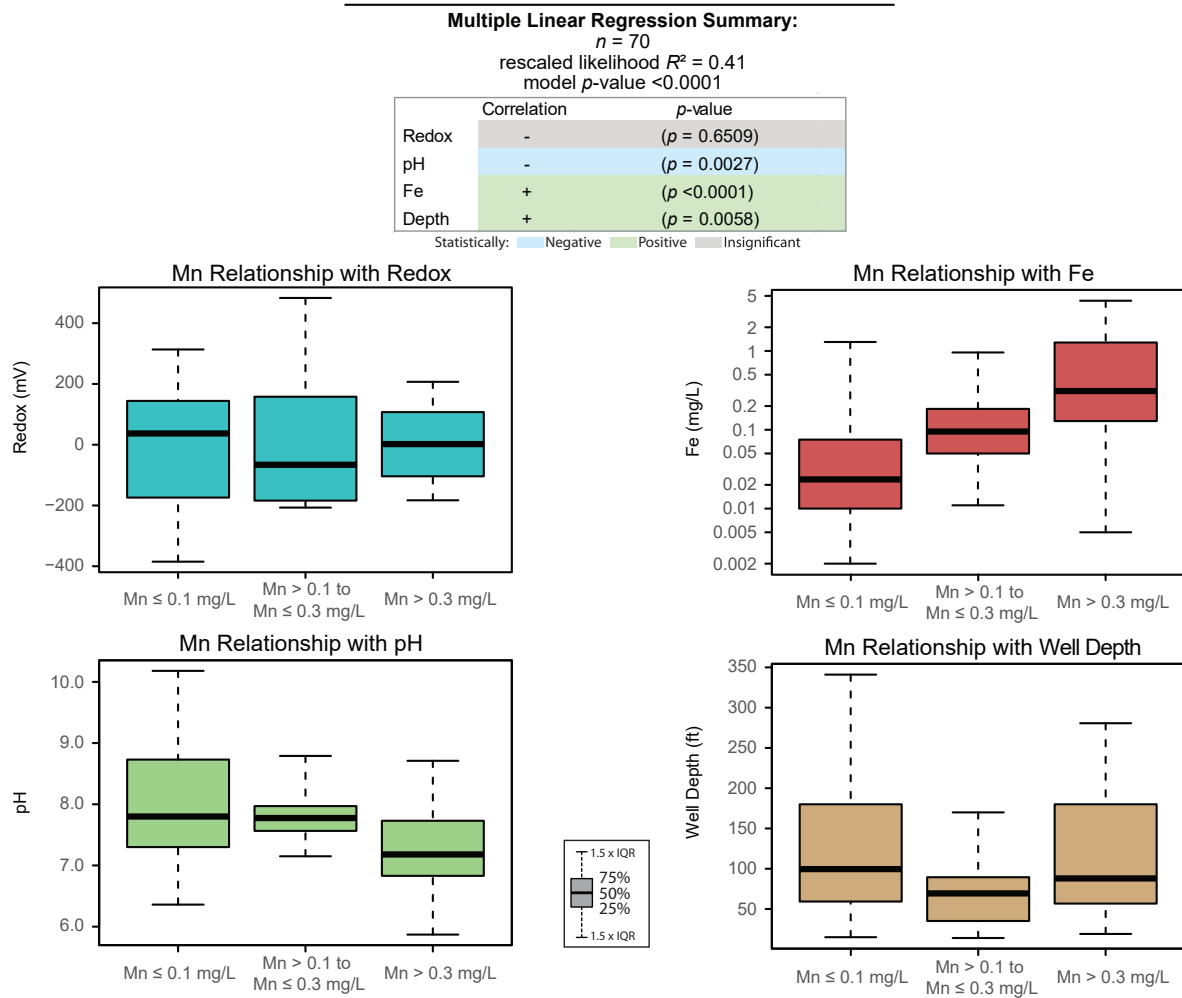 Multiple Linear Regression Summary:
n = 70
rescaled likelihood R² = 0.41
model p-value <0.0001
Correlation p-value
Redox - (p = 0.6509)
pH - (p = 0.0027)
Fe + (p <0.0001)
Depth + (p = 0.0058)
Statistically: Negative Positive Insignificant
Mn Relationship with Redox
Redox (mV)
400
200
0
−200
−400
Mn ≤ 0.1 mg/L
Mn > 0.1 to
Mn ≤ 0.3 mg/L
Mn > 0.3 mg/L
Mn Relationship with Fe
Fe (mg/L)
5
2
1
0.5
0.2
0.1
0.05
0.02
0.01
0.005
0.002
Mn ≤ 0.1 mg/L
Mn > 0.1 to
Mn ≤ 0.3 mg/L
Mn > 0.3 mg/L
Mn Relationship with pH
pH
10.0
9.0
8.0
7.0
6.0
Mn ≤ 0.1 mg/L
Mn > 0.1 to
Mn ≤ 0.3 mg/L
Mn > 0.3 mg/L
1.5 x IQR
75%
50%
25%
1.5 x IQR
Mn Relationship with Well Depth
Well Depth (ft)
350
300
250
200
150
100
50
Mn ≤ 0.1 mg/L
Mn > 0.1 to
Mn ≤ 0.3 mg/L
Mn > 0.3 mg/L